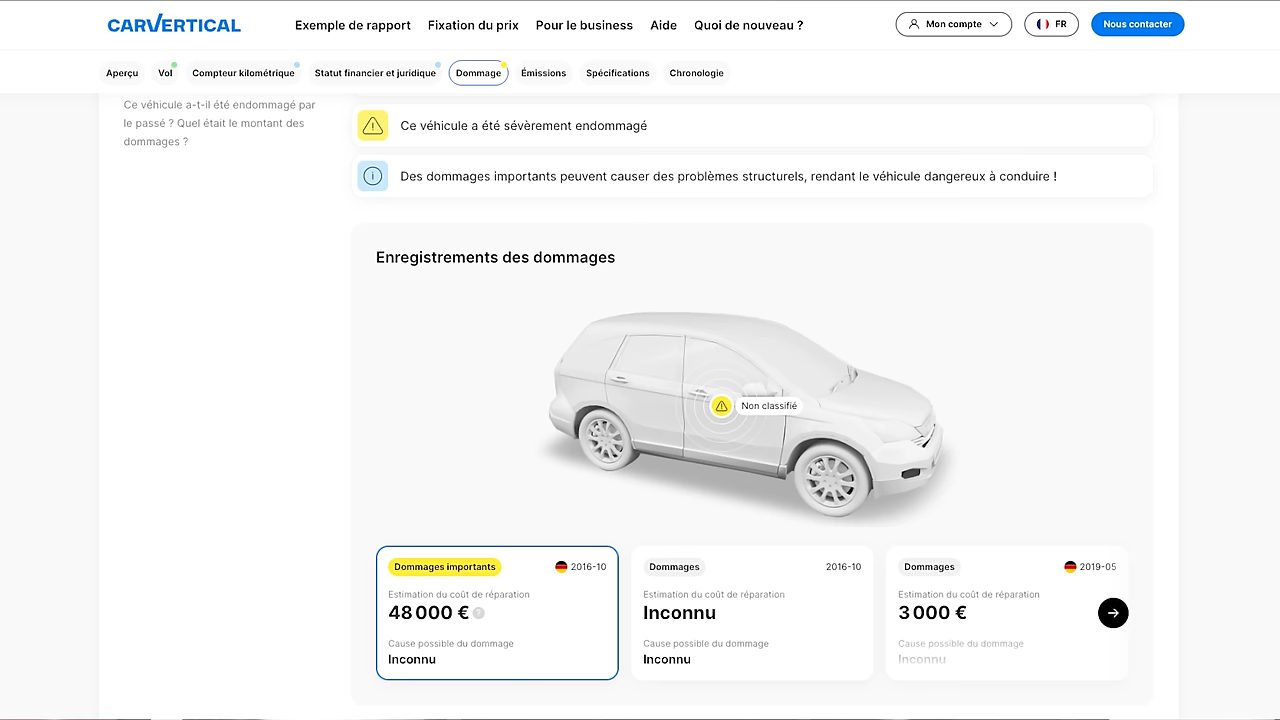 CARVERTICAL
Exemple de rapport Fixation du prix Pour le business Aide Quoi de nouveau ?
Mon compte
FR
Nous contacter
Aperçu Vol Compteur kilométrique Statut financier et juridique Dommage Émissions Spécifications Chronologie
Ce véhicule a-t-il été endommagé par
le passé ? Quel était le montant des
dommages ?
Ce véhicule a été sévèrement endommagé
Des dommages importants peuvent causer des problèmes structurels, rendant le véhicule dangereux à conduire !
Enregistrements des dommages
Non classifié
Dommages importants 2016-10
Estimation du coût de réparation
48 000 € ?
Cause possible du dommage
Inconnu
Dommages 2016-10
Estimation du coût de réparation
Inconnu
Cause possible du dommage
Inconnu
Dommages 2019-05
Estimation du coût de réparation
3 000 €
Cause possible du dommage
Inconnu